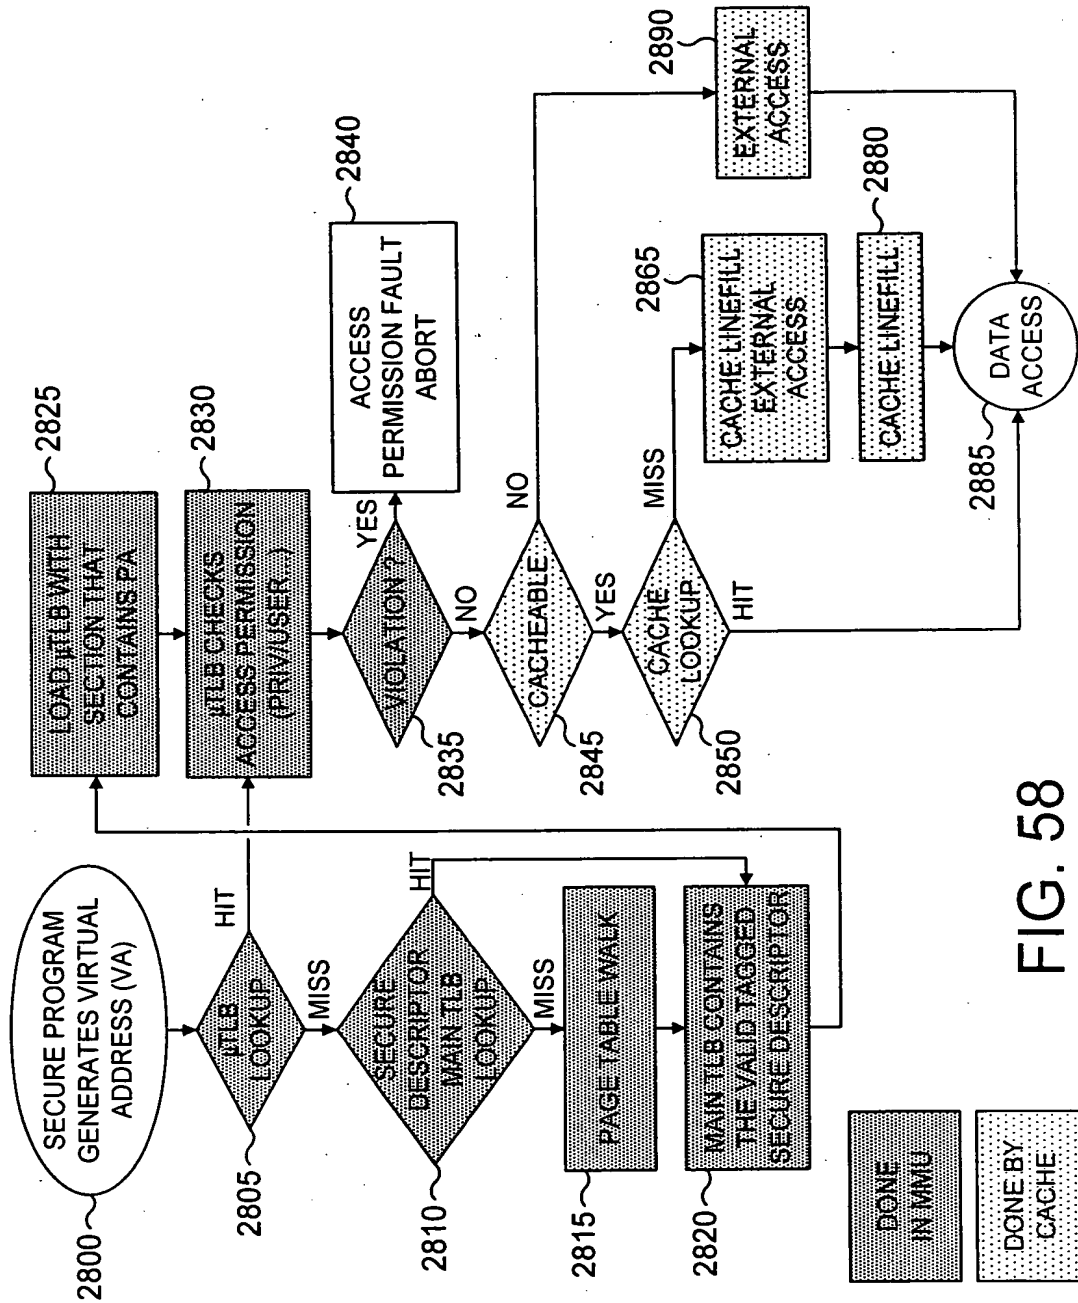 SECURE PROGRAM
GENERATES VIRTUAL
ADDRESS (VA)
2800
µTLB
LOOKUP
2805
HIT
MISS
SECURE
DESCRIPTOR
MAIN TLB
LOOKUP
2810
HIT
MISS
PAGE TABLE WALK
2815
MAIN TLB CONTAINS
THE VALID TAGGED
SECURE DESCRIPTOR
2820
LOAD µTLB WITH
SECTION THAT
CONTAINS PA
2825
µTLB CHECKS
ACCESS PERMISSION
(PRIV/USER...)
2830
VIOLATION ?
2835
YES
NO
ACCESS
PERMISSION FAULT
ABORT
2840
CACHEABLE
2845
NO
YES
CACHE
LOOKUP
2850
MISS
HIT
CACHE LINEFILL
EXTERNAL
ACCESS
2865
CACHE LINEFILL
2880
EXTERNAL
ACCESS
2890
DATA
ACCESS
2885
DONE
IN MMU
DONE BY
CACHE
FIG. 58